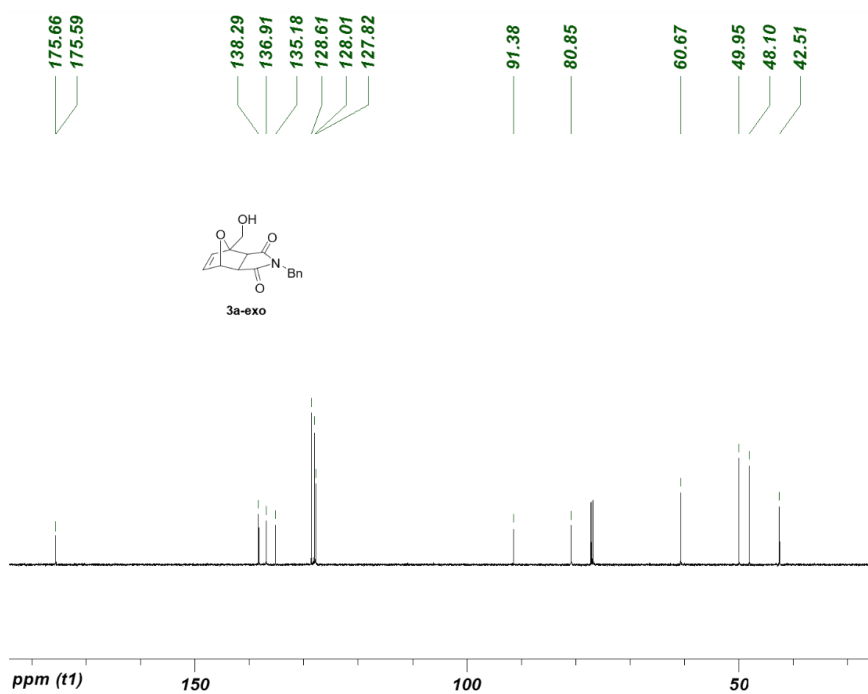 175.66
175.59
138.29
136.91
135.18
128.61
128.01
127.82
91.38
80.85
60.67
49.95
48.10
42.51
OH
O
O
N
Bn
O
3a-exo
ppm (t1)
150
100
50